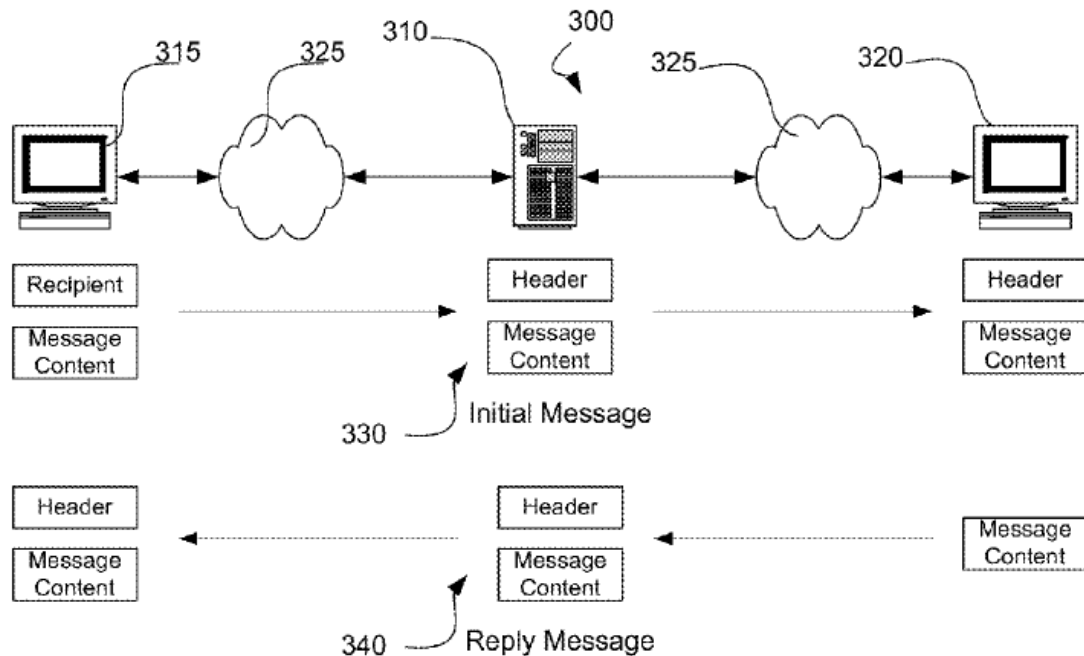 300
310
315
325
325
320
Recipient
Header
Header
Message
Content
Message
Content
Message
Content
330
Initial Message
Header
Header
Message
Content
Message
Content
Message
Content
340
Reply Message